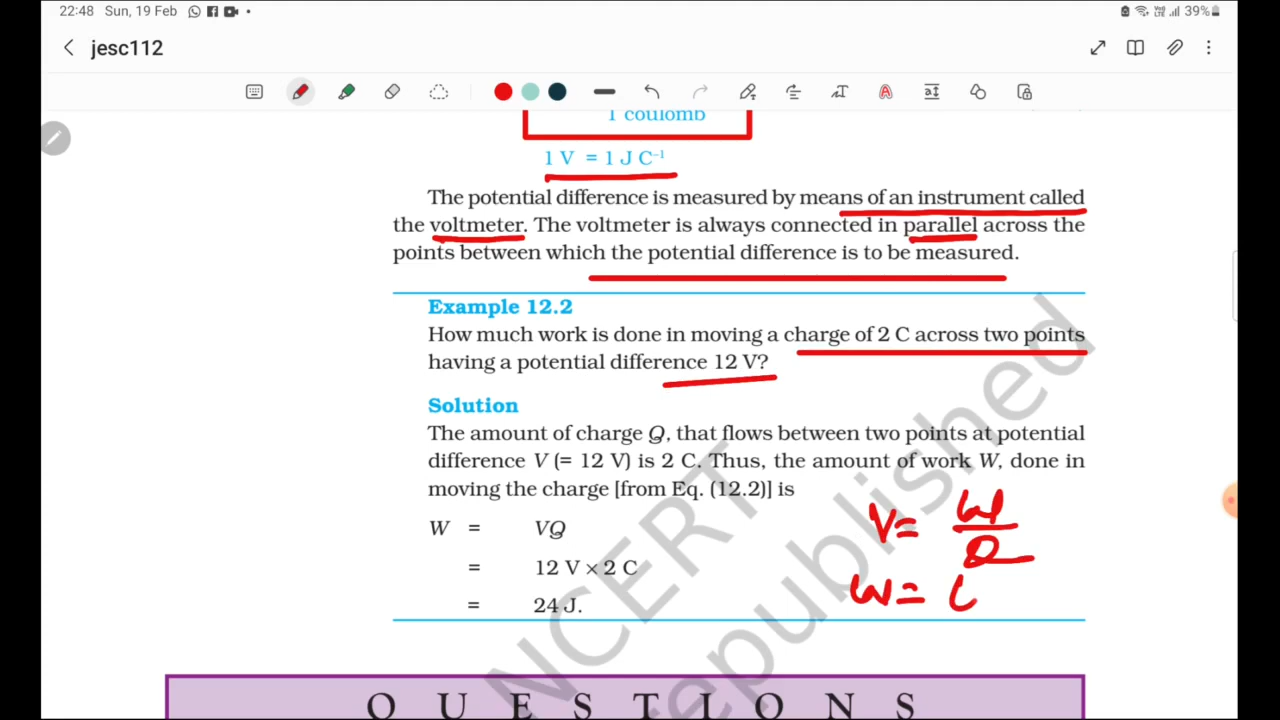 22:48 Sun, 19 Feb
39%
jesc112
1 coulomb
1 V = 1 J C⁻¹
The potential difference is measured by means of an instrument called
the voltmeter. The voltmeter is always connected in parallel across the
points between which the potential difference is to be measured.
Example 12.2
How much work is done in moving a charge of 2 C across two points
having a potential difference 12 V?
Solution
The amount of charge Q, that flows between two points at potential
difference V (= 12 V) is 2 C. Thus, the amount of work W, done in
moving the charge [from Eq. (12.2)] is
W = VQ
= 12 V × 2 C
= 24 J.
V = W
Q
W =
NCERT
republished
QUESTIONS